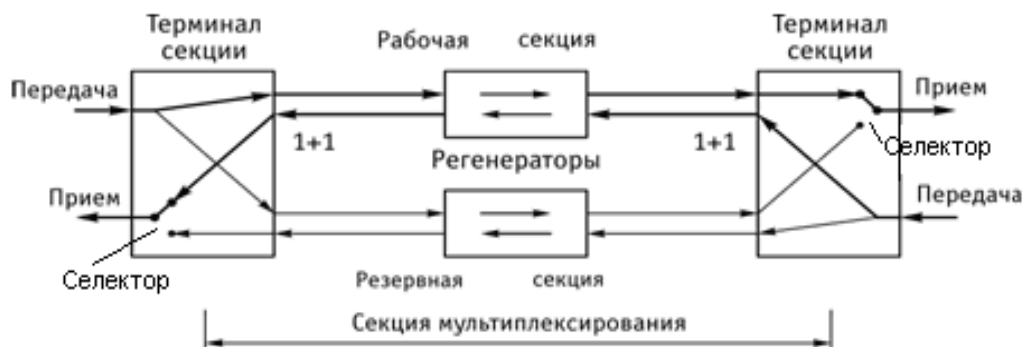 Терминал
секции
Рабочая секция
Терминал
секции
Передача
Прием
1+1
1+1
Селектор
Регенераторы
Прием
Передача
Селектор
Резервная секция
Секция мультиплексирования